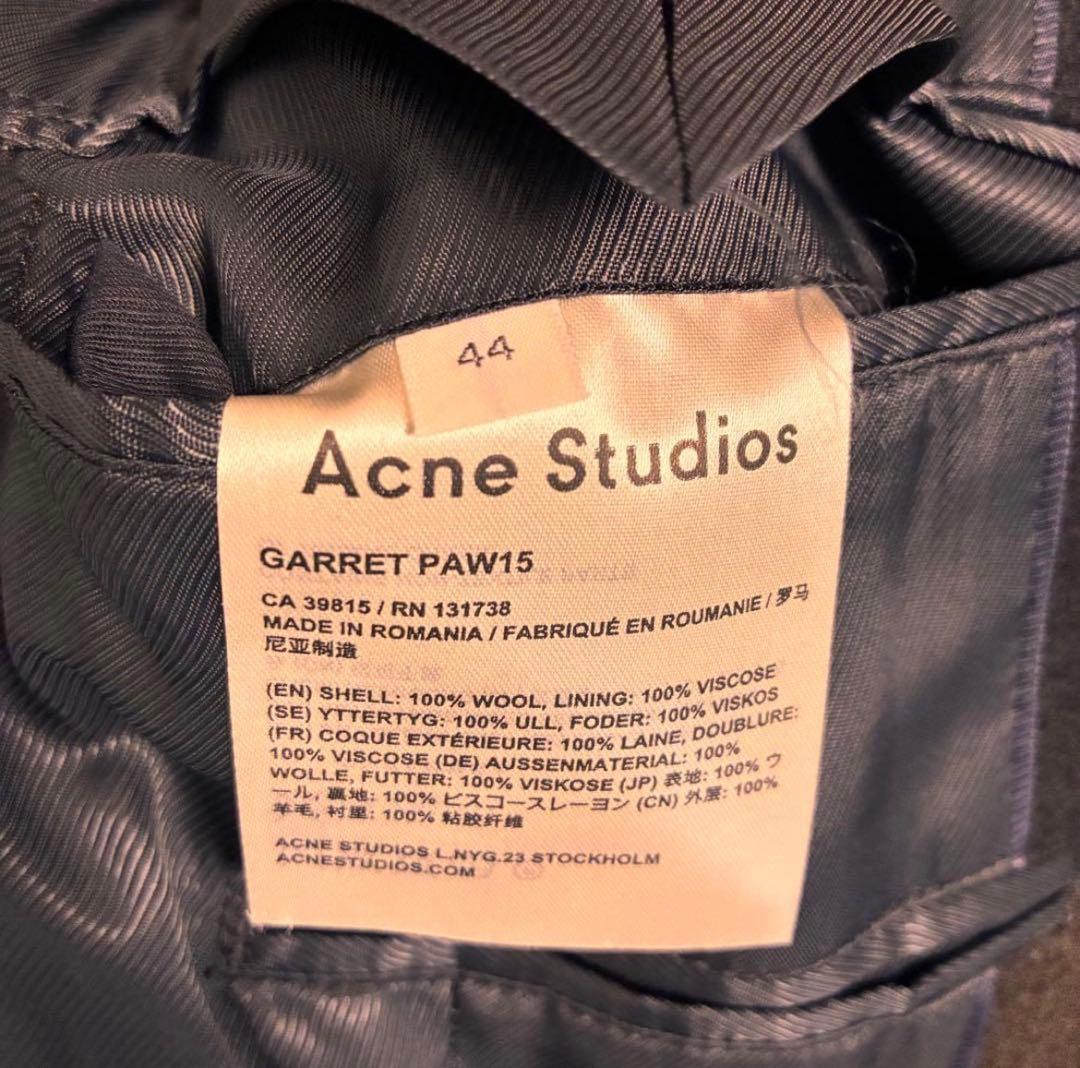 44
Acne Studios
GARRET PAW15
CA 39815 / RN 131738
MADE IN ROMANIA / FABRIQUÉ EN ROUMANIE / 罗马
尼亚制造
(EN) SHELL: 100% WOOL, LINING: 100% VISCOSE
(SE) YTTERTYG: 100% ULL, FODER: 100% VISKOS
(FR) COQUE EXTÉRIEURE: 100% LAINE, DOUBLURE:
100% VISCOSE (DE) AUSSENMATERIAL: 100%
WOLLE, FUTTER: 100% VISKOSE (JP) 表地: 100% ウ
ール, 裏地: 100% ビスコースレーヨン (CN) 外层: 100%
羊毛, 衬里: 100% 粘胶纤维
ACNE STUDIOS L.NYG.23 STOCKHOLM
ACNESTUDIOS.COM